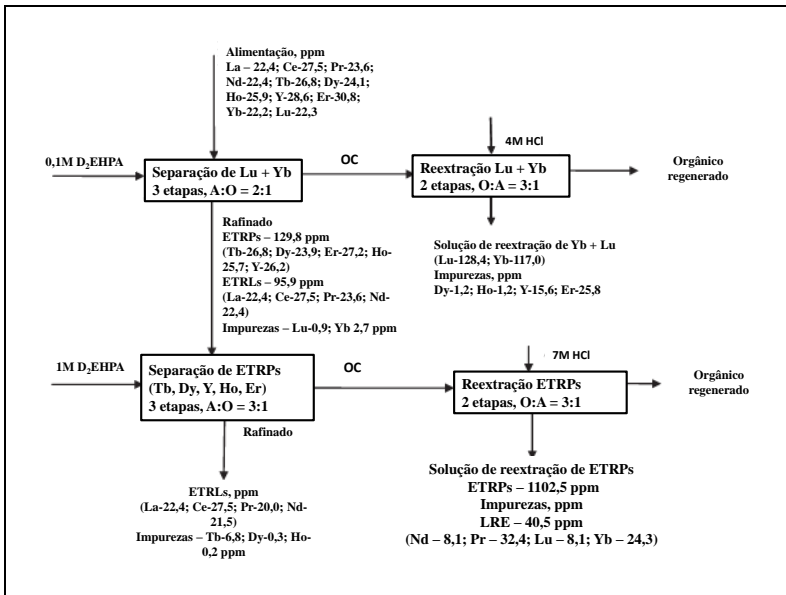 Alimentação, ppm
La – 22,4; Ce-27,5; Pr-23,6;
Nd-22,4; Tb-26,8; Dy-24,1;
Ho-25,9; Y-28,6; Er-30,8;
Yb-22,2; Lu-22,3
0,1M D₂EHPA
Separação de Lu + Yb
3 etapas, A:O = 2:1
OC
4M HCl
Reextração Lu + Yb
2 etapas, O:A = 3:1
Orgânico
regenerado
Rafinado
ETRPs – 129,8 ppm
(Tb-26,8; Dy-23,9; Er-27,2; Ho-
25,7; Y-26,2)
ETRLs – 95,9 ppm
(La-22,4; Ce-27,5; Pr-23,6; Nd-
22,4)
Impurezas – Lu-0,9; Yb 2,7 ppm
Solução de reextração de Yb + Lu
(Lu-128,4; Yb-117,0)
Impurezas, ppm
Dy-1,2; Ho-1,2; Y-15,6; Er-25,8
1M D₂EHPA
Separação de ETRPs
(Tb, Dy, Y, Ho, Er)
3 etapas, A:O = 3:1
OC
7M HCl
Reextração ETRPs
2 etapas, O:A = 3:1
Orgânico
regenerado
Rafinado
ETRLs, ppm
(La-22,4; Ce-27,5; Pr-20,0; Nd-
21,5)
Impurezas – Tb-6,8; Dy-0,3; Ho-
0,2 ppm
Solução de reextração de ETRPs
ETRPs – 1102,5 ppm
Impurezas, ppm
LRE – 40,5 ppm
(Nd – 8,1; Pr – 32,4; Lu – 8,1; Yb – 24,3)